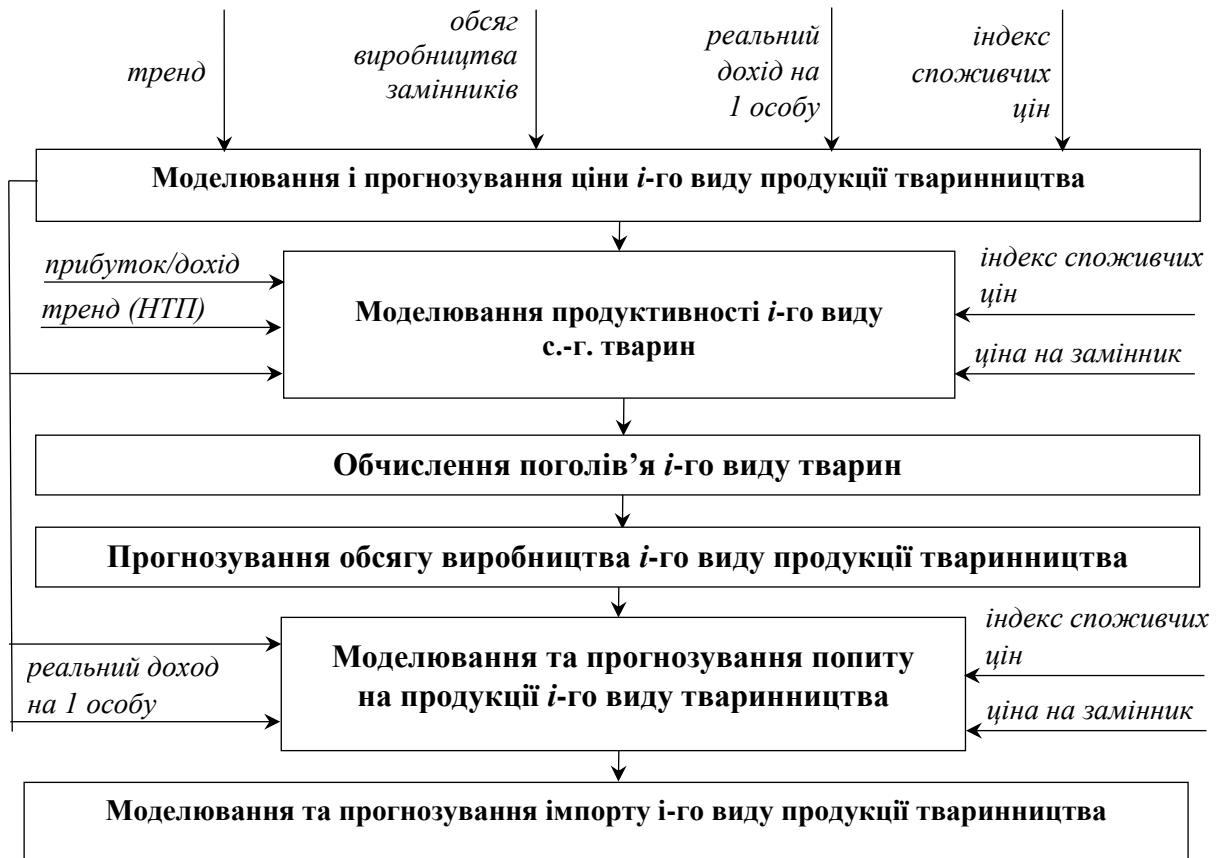 тренд
обсяг
виробництва
замінників
реальний
дохід на
1 особу
індекс
споживчих
цін
Моделювання і прогнозування ціни і-го виду продукції тваринництва
прибуток/дохід
тренд (НТП)
Моделювання продуктивності і-го виду
с.-г. тварин
індекс споживчих
цін
ціна на замінник
Обчислення поголів’я і-го виду тварин
Прогнозування обсягу виробництва і-го виду продукції тваринництва
реальний доход
на 1 особу
Моделювання та прогнозування попиту
на продукції і-го виду тваринництва
індекс споживчих
цін
ціна на замінник
Моделювання та прогнозування імпорту і-го виду продукції тваринництва